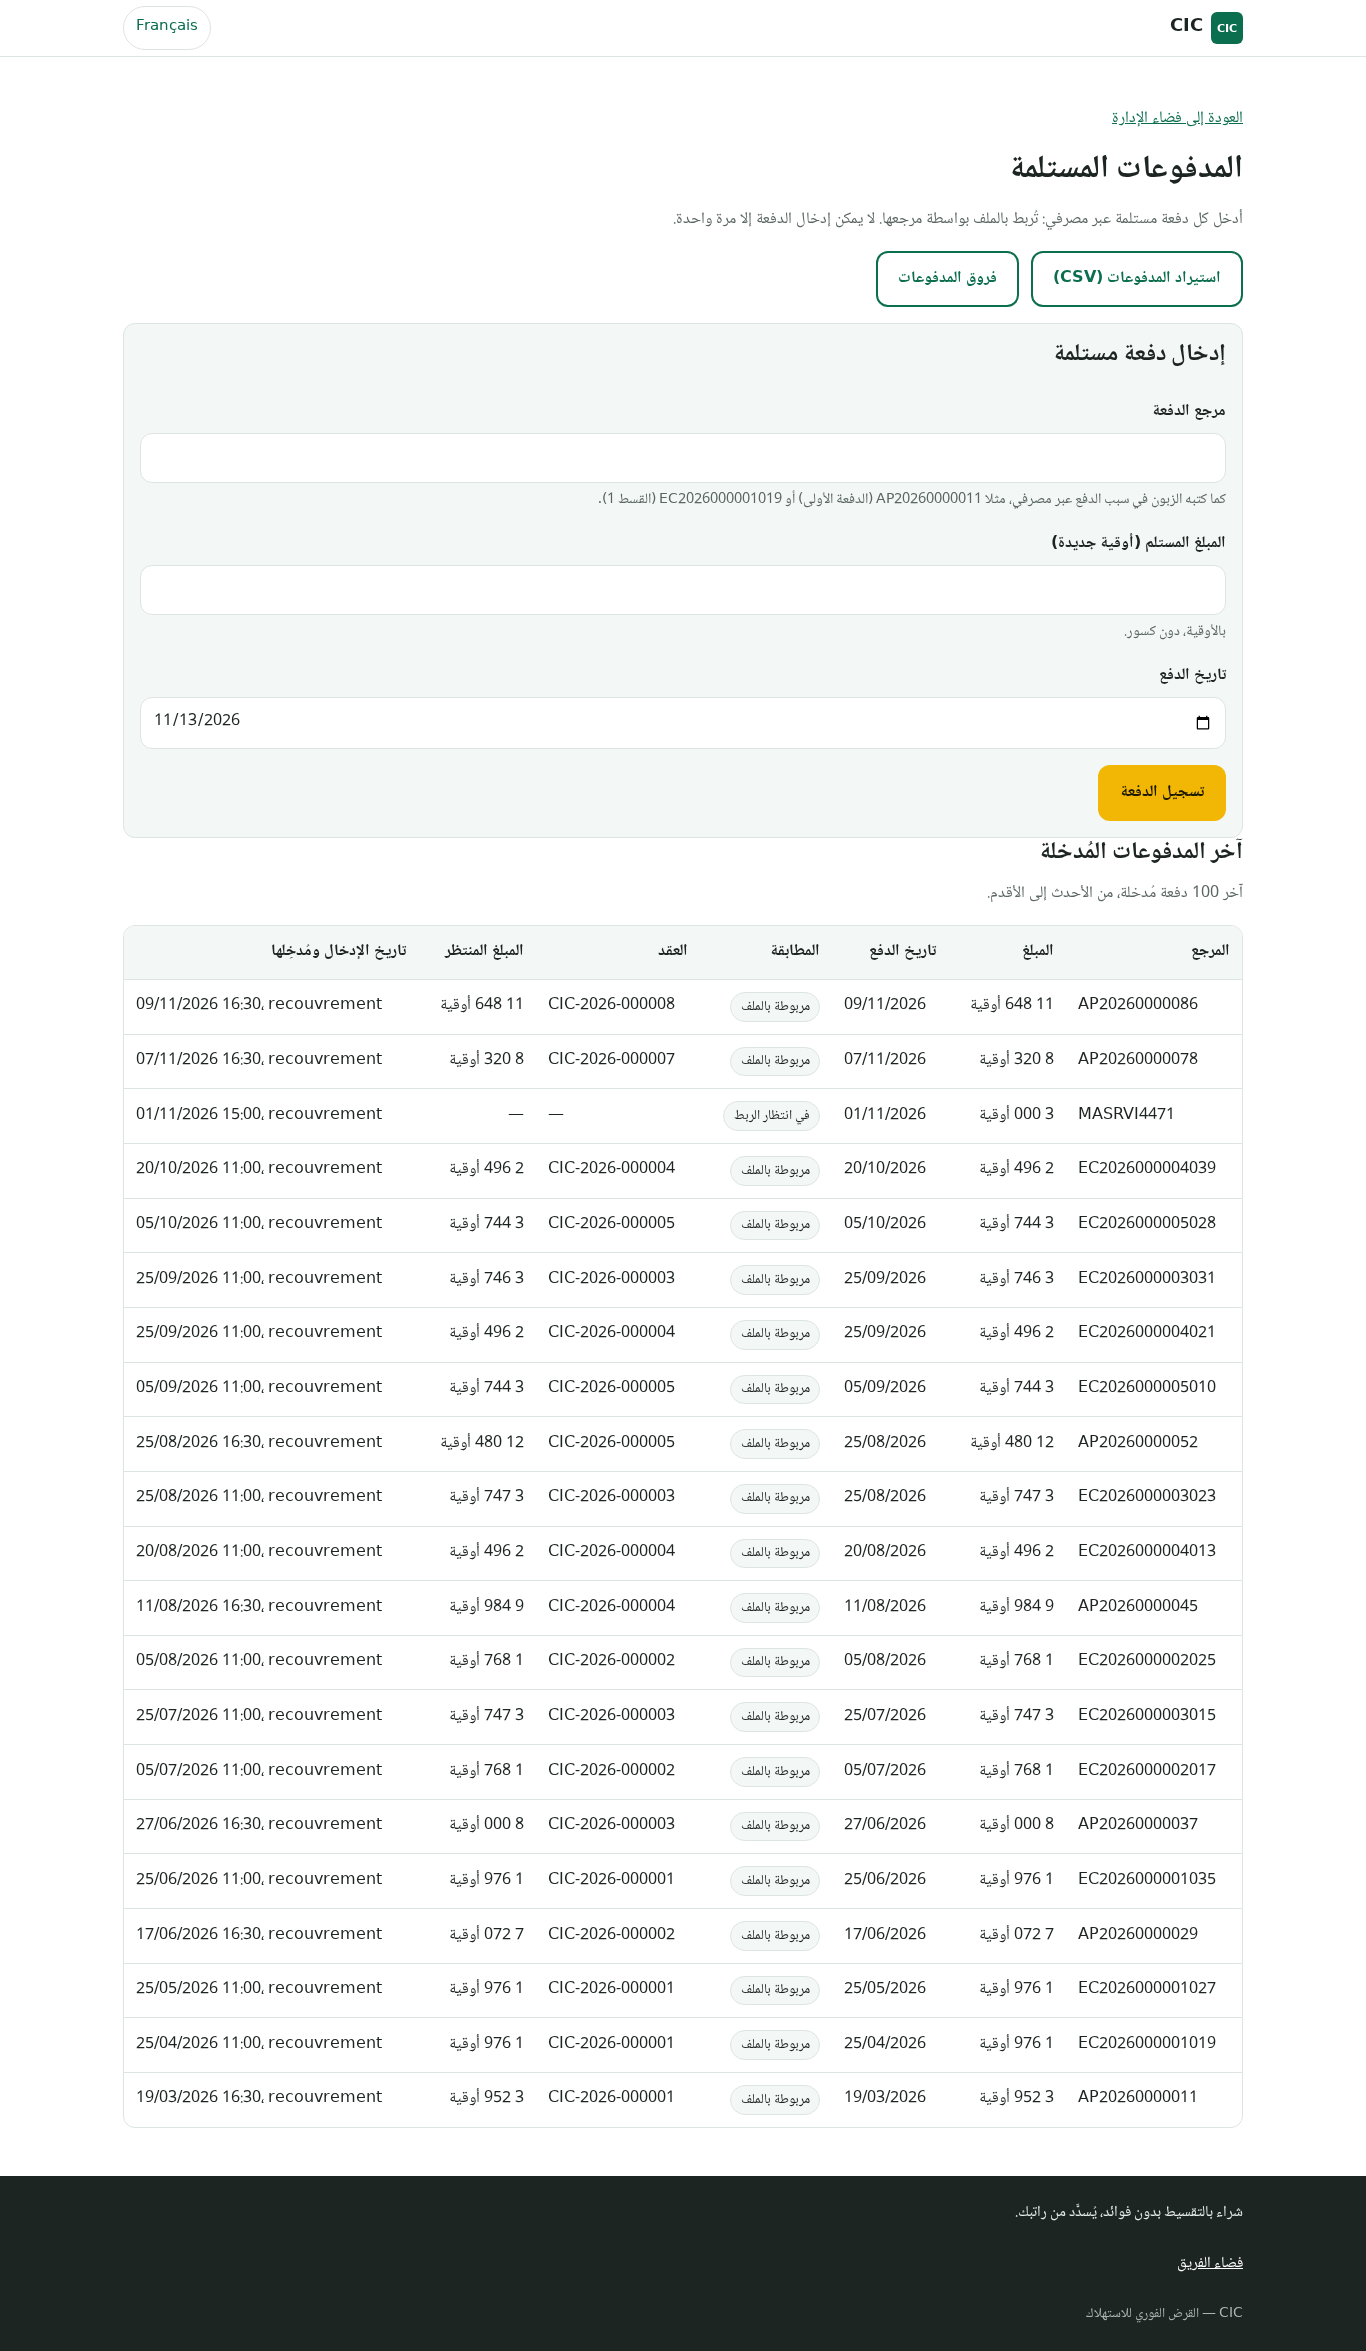 CIC CIC Français
العودة إلى فضاء الإدارة
المدفوعات المستلمة
أدخل كل دفعة مستلمة عبر مصرفي: تُربط بالملف بواسطة مرجعها. لا يمكن إدخال الدفعة إلا مرة واحدة.
استيراد المدفوعات (CSV) فروق المدفوعات
إدخال دفعة مستلمة
مرجع الدفعة
كما كتبه الزبون في سبب الدفع عبر مصرفي، مثلا AP20260000011 (الدفعة الأولى) أو EC2026000001019 (القسط 1).
المبلغ المستلم (أوقية جديدة)
بالأوقية، دون كسور.
تاريخ الدفع
11/13/2026
تسجيل الدفعة
آخر المدفوعات المُدخلة
آخر 100 دفعة مُدخلة، من الأحدث إلى الأقدم.
المرجع المبلغ تاريخ الدفع المطابقة العقد المبلغ المنتظر تاريخ الإدخال ومُدخِلها
AP20260000086 11 648 أوقية 09/11/2026 مربوطة بالملف CIC-2026-000008 11 648 أوقية 09/11/2026 16:30، recouvrement
AP20260000078 8 320 أوقية 07/11/2026 مربوطة بالملف CIC-2026-000007 8 320 أوقية 07/11/2026 16:30، recouvrement
MASRVI4471 3 000 أوقية 01/11/2026 في انتظار الربط — — 01/11/2026 15:00، recouvrement
EC2026000004039 2 496 أوقية 20/10/2026 مربوطة بالملف CIC-2026-000004 2 496 أوقية 20/10/2026 11:00، recouvrement
EC2026000005028 3 744 أوقية 05/10/2026 مربوطة بالملف CIC-2026-000005 3 744 أوقية 05/10/2026 11:00، recouvrement
EC2026000003031 3 746 أوقية 25/09/2026 مربوطة بالملف CIC-2026-000003 3 746 أوقية 25/09/2026 11:00، recouvrement
EC2026000004021 2 496 أوقية 25/09/2026 مربوطة بالملف CIC-2026-000004 2 496 أوقية 25/09/2026 11:00، recouvrement
EC2026000005010 3 744 أوقية 05/09/2026 مربوطة بالملف CIC-2026-000005 3 744 أوقية 05/09/2026 11:00، recouvrement
AP20260000052 12 480 أوقية 25/08/2026 مربوطة بالملف CIC-2026-000005 12 480 أوقية 25/08/2026 16:30، recouvrement
EC2026000003023 3 747 أوقية 25/08/2026 مربوطة بالملف CIC-2026-000003 3 747 أوقية 25/08/2026 11:00، recouvrement
EC2026000004013 2 496 أوقية 20/08/2026 مربوطة بالملف CIC-2026-000004 2 496 أوقية 20/08/2026 11:00، recouvrement
AP20260000045 9 984 أوقية 11/08/2026 مربوطة بالملف CIC-2026-000004 9 984 أوقية 11/08/2026 16:30، recouvrement
EC2026000002025 1 768 أوقية 05/08/2026 مربوطة بالملف CIC-2026-000002 1 768 أوقية 05/08/2026 11:00، recouvrement
EC2026000003015 3 747 أوقية 25/07/2026 مربوطة بالملف CIC-2026-000003 3 747 أوقية 25/07/2026 11:00، recouvrement
EC2026000002017 1 768 أوقية 05/07/2026 مربوطة بالملف CIC-2026-000002 1 768 أوقية 05/07/2026 11:00، recouvrement
AP20260000037 8 000 أوقية 27/06/2026 مربوطة بالملف CIC-2026-000003 8 000 أوقية 27/06/2026 16:30، recouvrement
EC2026000001035 1 976 أوقية 25/06/2026 مربوطة بالملف CIC-2026-000001 1 976 أوقية 25/06/2026 11:00، recouvrement
AP20260000029 7 072 أوقية 17/06/2026 مربوطة بالملف CIC-2026-000002 7 072 أوقية 17/06/2026 16:30، recouvrement
EC2026000001027 1 976 أوقية 25/05/2026 مربوطة بالملف CIC-2026-000001 1 976 أوقية 25/05/2026 11:00، recouvrement
EC2026000001019 1 976 أوقية 25/04/2026 مربوطة بالملف CIC-2026-000001 1 976 أوقية 25/04/2026 11:00، recouvrement
AP20260000011 3 952 أوقية 19/03/2026 مربوطة بالملف CIC-2026-000001 3 952 أوقية 19/03/2026 16:30، recouvrement
شراء بالتقسيط بدون فوائد، يُسدَّد من راتبك.
فضاء الفريق
CIC — القرض الفوري للاستهلاك